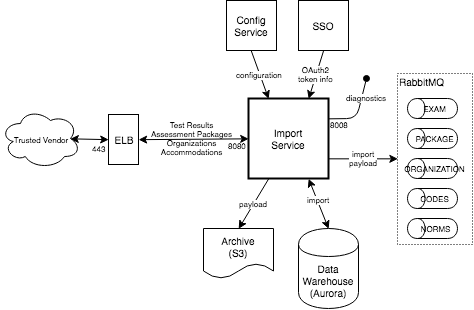 Config
Service
SSO
configuration
OAuth2
token info
RabbitMQ
diagnostics
EXAM
Trusted Vendor
443
ELB
Test Results
Assessment Packages
Organizations
Accommodations
8080
Import
Service
8008
import
payload
PACKAGE
ORGANIZATION
CODES
NORMS
payload
import
Archive
(S3)
Data
Warehouse
(Aurora)